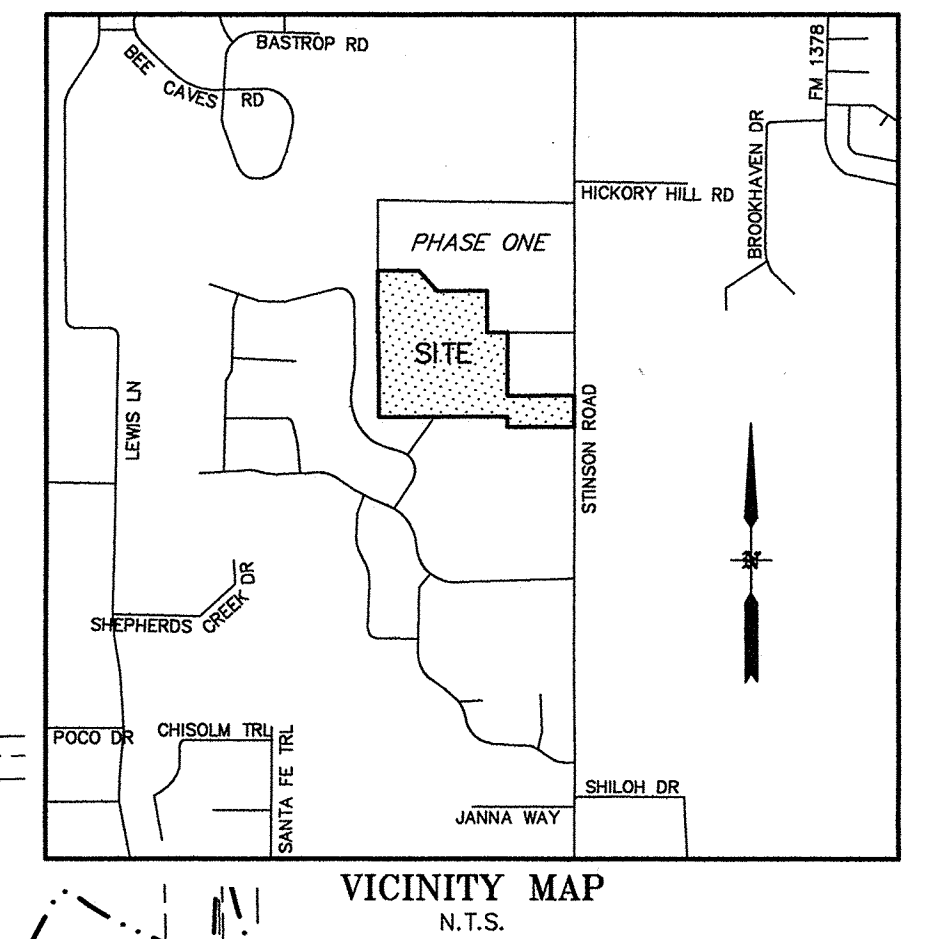 BASTROP RD
BEE CAVES RD
FM 1378
BROOKHAVEN DR
HICKORY HILL RD
PHASE ONE
SITE
LEWIS LN
STINSON ROAD
N
SHEPHERDS CREEK DR
POCO DR
CHISOLM TRL
SANTA FE TRL
SHILOH DR
JANNA WAY
VICINITY MAP
N.T.S.